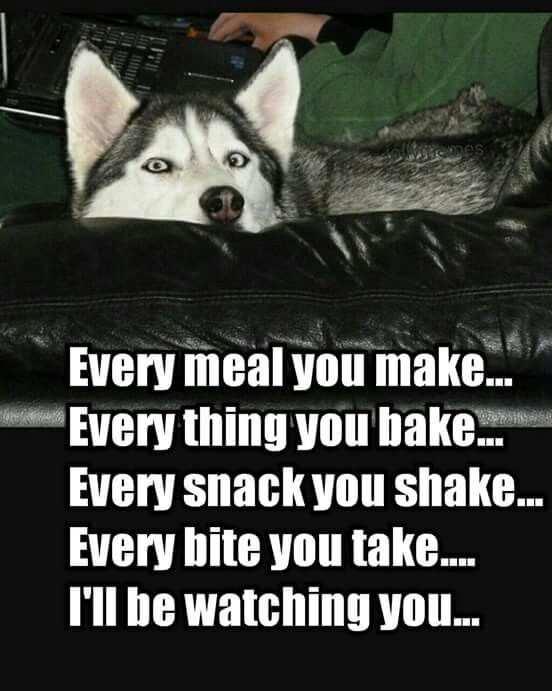 Every meal you make...
Every thing you bake...
Every snack you shake...
Every bite you take....
I'll be watching you...